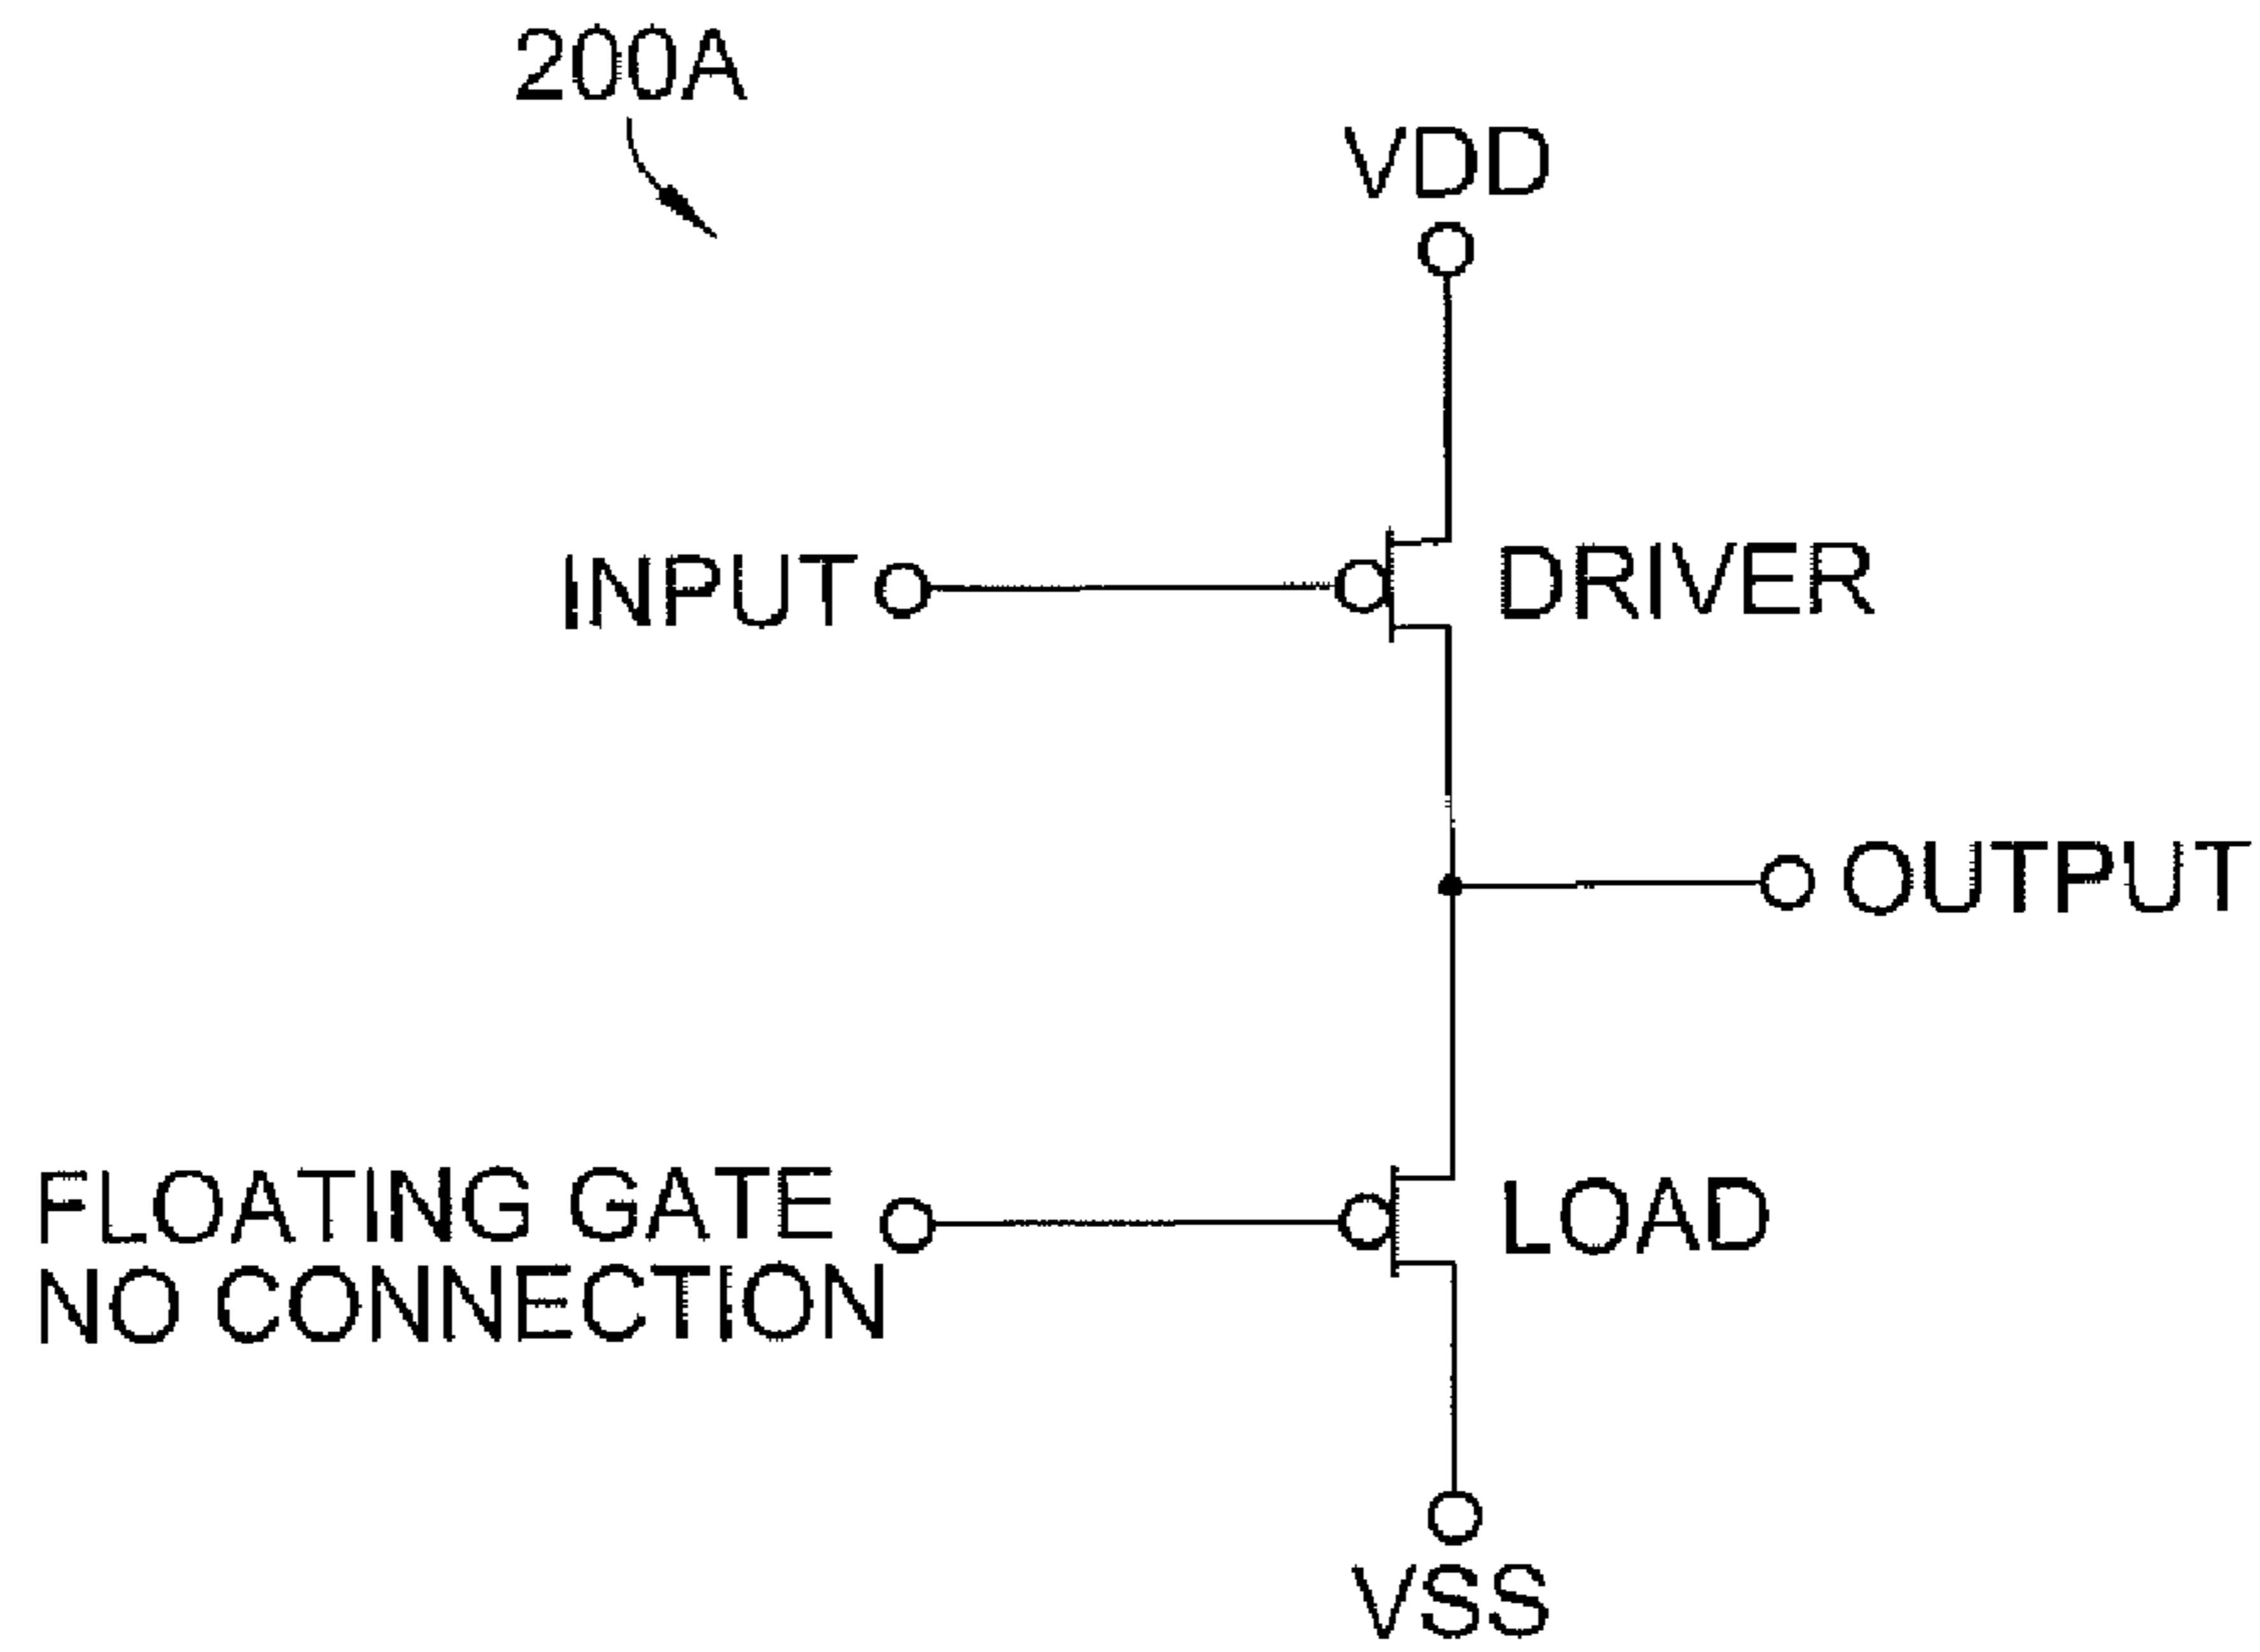 200A
VDD
INPUT
DRIVER
OUTPUT
FLOATING GATE
NO CONNECTION
LOAD
VSS